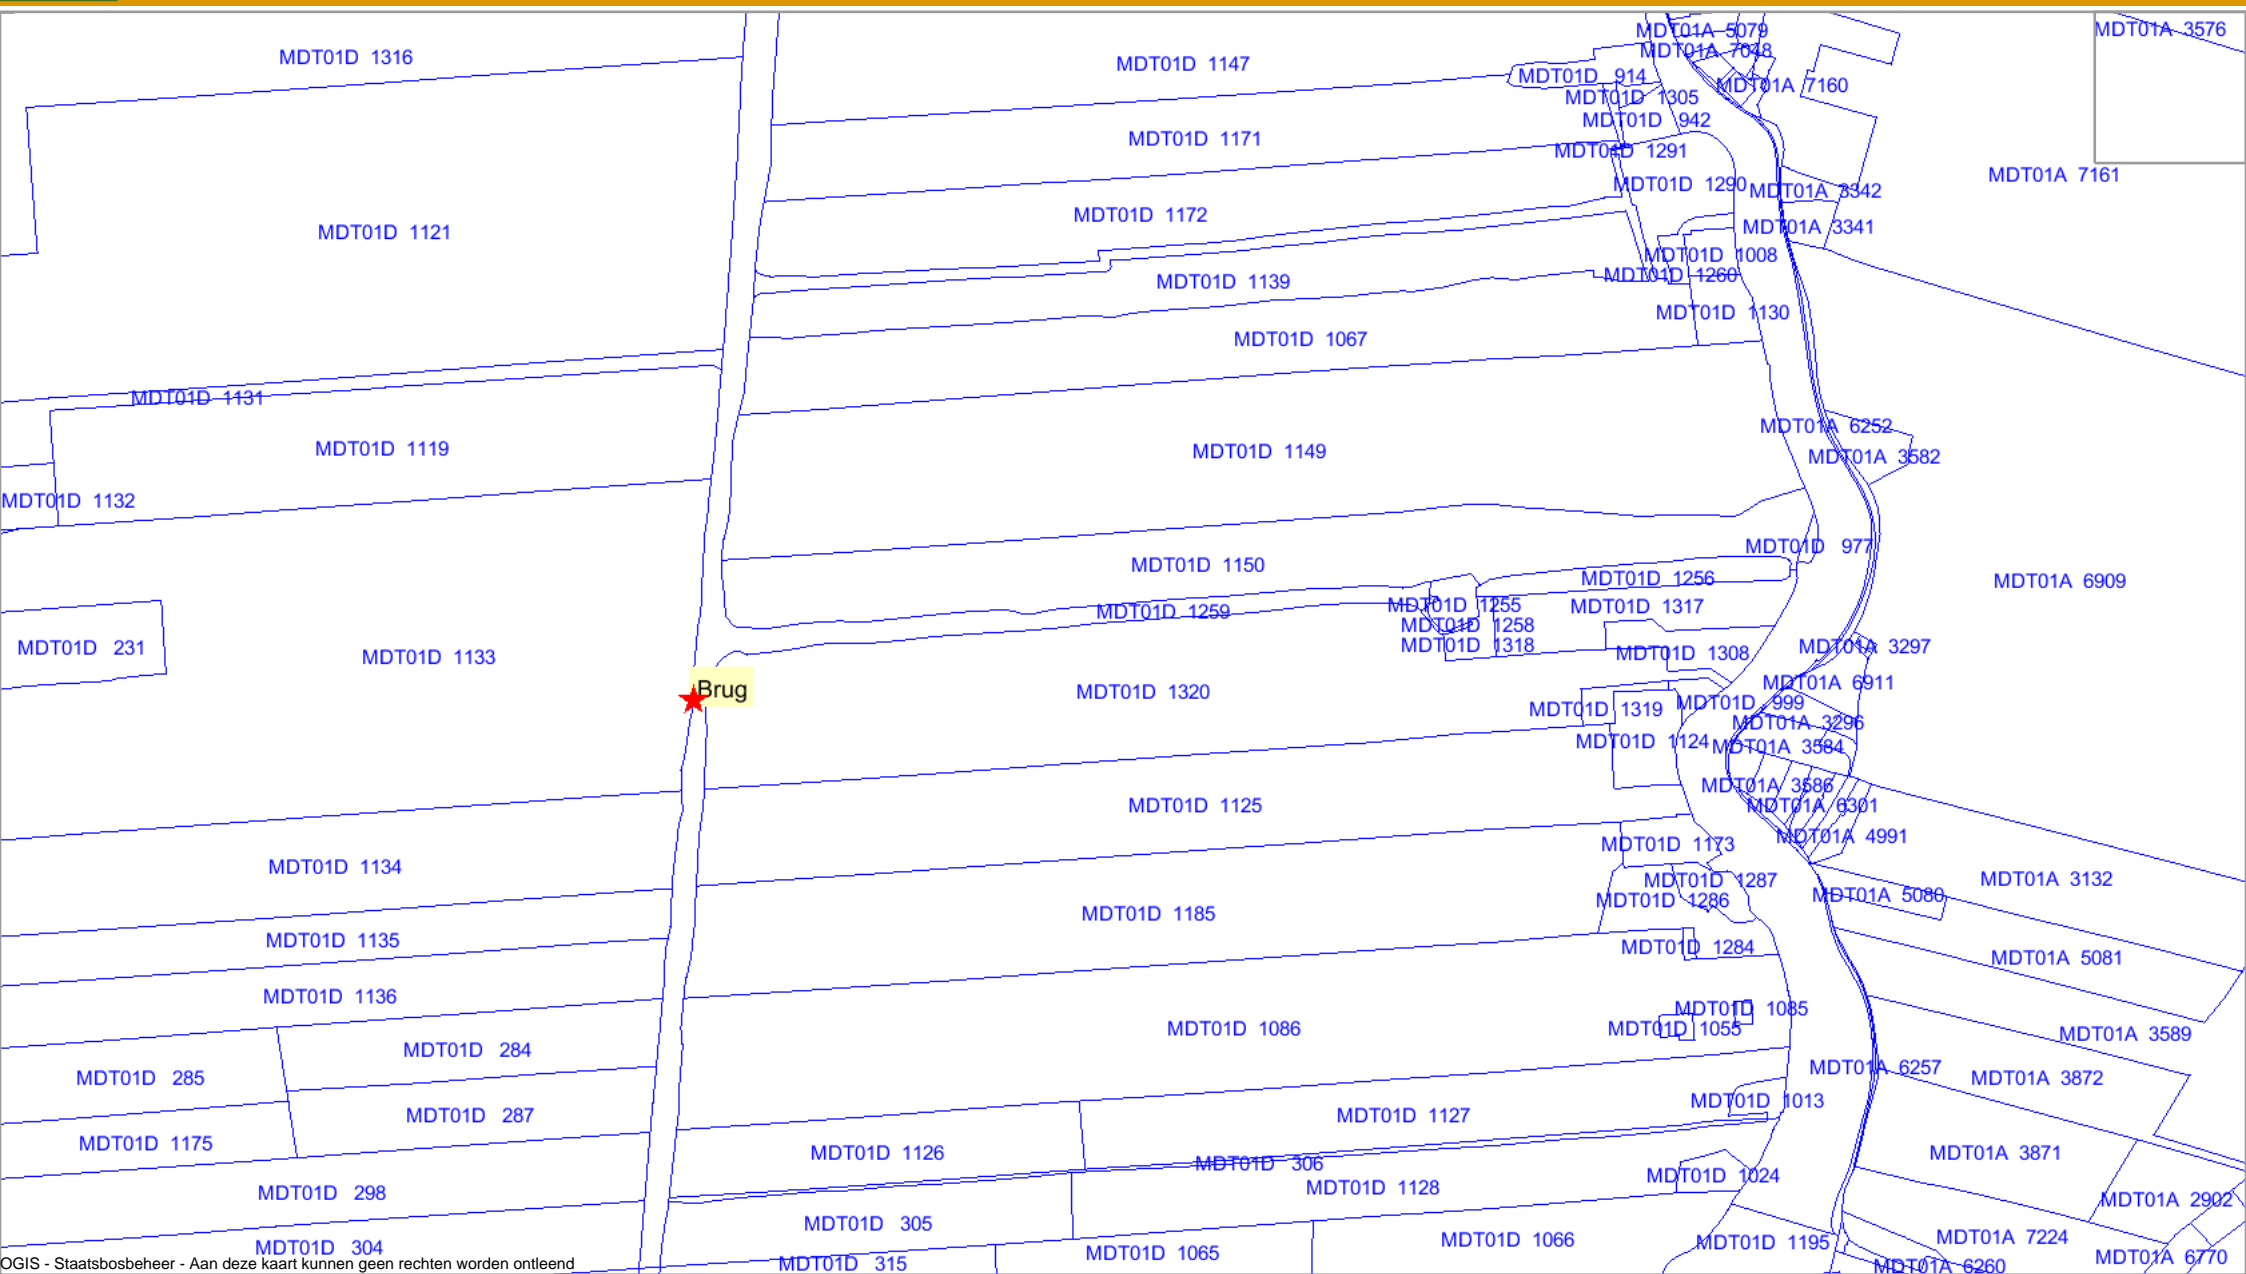 MDT01A 5079
MDT01A 3576
MDT01A 7048
MDT01D 1316
MDT01D 1147
MDT01D 914
MDT01A 7160
MDT01D 1305
MDT01D 942
MDT01D 1171
MDT01D 1291
MDT01A 7161
MDT01D 1290
MDT01A 3342
MDT01D 1172
MDT01A 3341
MDT01D 1121
MDT01D 1008
MDT01D 1260
MDT01D 1139
MDT01D 1130
MDT01D 1067
MDT01D 1131
MDT01A 6252
MDT01D 1119
MDT01D 1149
MDT01A 3582
MDT01D 1132
MDT01D 977
MDT01D 1150
MDT01D 1256
MDT01A 6909
MDT01D 1255
MDT01D 1317
MDT01D 1259
MDT01D 1258
MDT01D 1318
MDT01A 3297
MDT01D 231
MDT01D 1133
MDT01D 1308
MDT01A 6911
Brug
MDT01D 1320
MDT01D 999
MDT01D 1319
MDT01A 3296
MDT01D 1124
MDT01A 3584
MDT01A 3586
MDT01D 1125
MDT01A 6301
MDT01A 4991
MDT01D 1173
MDT01D 1134
MDT01D 1287
MDT01A 3132
MDT01D 1286
MDT01A 5080
MDT01D 1185
MDT01D 1135
MDT01D 1284
MDT01A 5081
MDT01D 1136
MDT01D 1085
MDT01D 1086
MDT01D 1055
MDT01A 3589
MDT01D 284
MDT01A 6257
MDT01D 285
MDT01A 3872
MDT01D 1013
MDT01D 287
MDT01D 1127
MDT01D 1175
MDT01D 1126
MDT01A 3871
MDT01D 306
MDT01D 1024
MDT01D 298
MDT01D 1128
MDT01A 2902
MDT01D 305
MDT01A 7224
MDT01D 304
MDT01D 1065
MDT01D 1066
MDT01D 1195
MDT01A 6770
OGIS - Staatsbosbeheer - Aan deze kaart kunnen geen rechten worden ontleend
MDT01D 315
MDT01A 6260